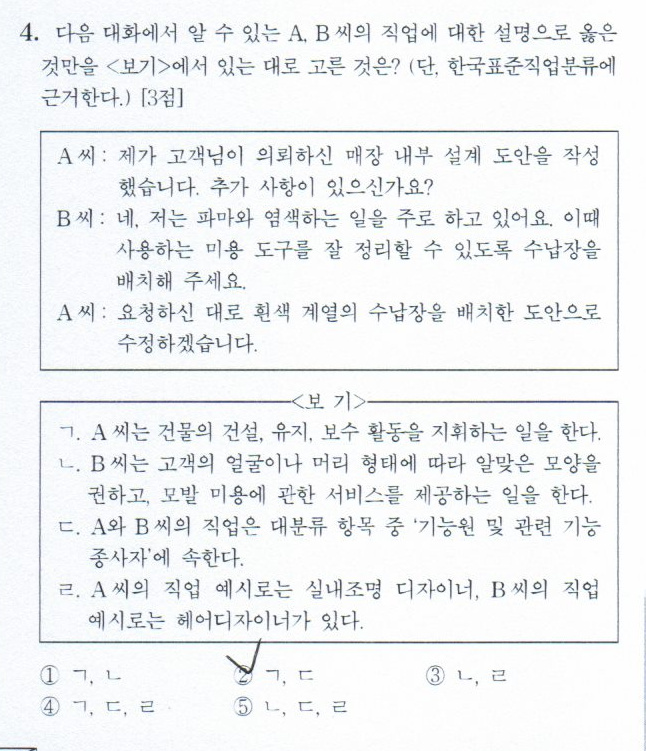 4. 다음 대화에서 알 수 있는 A, B 씨의 직업에 대한 설명으로 옳은
것만을 <보기>에서 있는 대로 고른 것은? (단, 한국표준직업분류에
근거한다.) [3점]
A 씨 : 제가 고객님이 의뢰하신 매장 내부 설계 도안을 작성
했습니다. 추가 사항이 있으신가요?
B 씨 : 네, 저는 파마와 염색하는 일을 주로 하고 있어요. 이때
사용하는 미용 도구를 잘 정리할 수 있도록 수납장을
배치해 주세요.
A 씨 : 요청하신 대로 흰색 계열의 수납장을 배치한 도안으로
수정하겠습니다.
<보 기>
ㄱ. A 씨는 건물의 건설, 유지, 보수 활동을 지휘하는 일을 한다.
ㄴ. B 씨는 고객의 얼굴이나 머리 형태에 따라 알맞은 모양을
권하고, 모발 미용에 관한 서비스를 제공하는 일을 한다.
ㄷ. A와 B 씨의 직업은 대분류 항목 중 ‘기능원 및 관련 기능
종사자’에 속한다.
ㄹ. A 씨의 직업 예시로는 실내조명 디자이너, B 씨의 직업
예시로는 헤어디자이너가 있다.
① ㄱ, ㄴ ② ㄱ, ㄷ ③ ㄴ, ㄹ
④ ㄱ, ㄷ, ㄹ ⑤ ㄴ, ㄷ, ㄹ